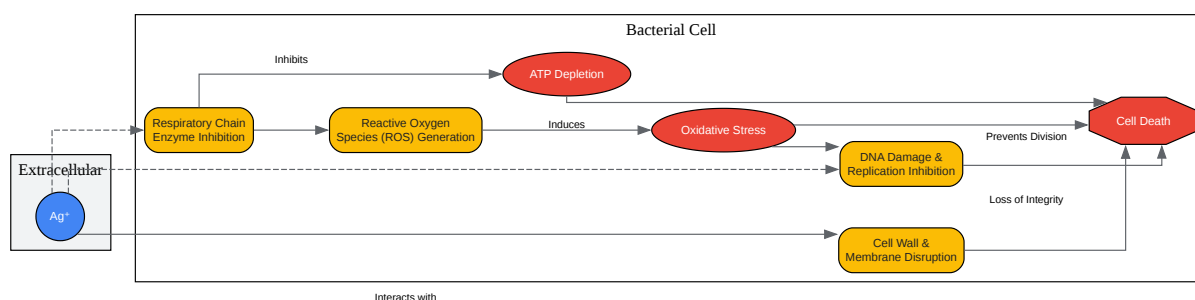 Bacterial Cell
Inhibits
ATP Depletion
Respiratory Chain
Enzyme Inhibition
Reactive Oxygen
Species (ROS) Generation
Induces
Oxidative Stress
Cell Death
Prevents Division
Extracellular
DNA Damage &
Replication Inhibition
Loss of Integrity
Ag⁺
Cell Wall &
Membrane Disruption
Interacts with